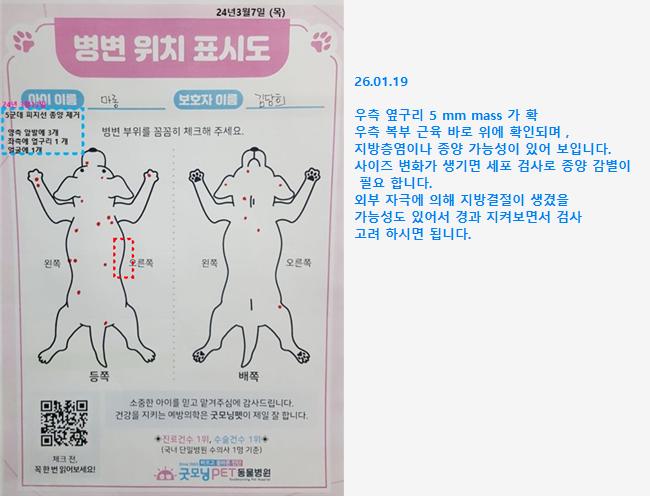 24년3월7일 (목)
병변 위치 표시도
아이 이름 마롱 보호자 이름
5군데 피지선 종양 제거
양측 앞발에 3개
좌측에 옆구리 1 개
얼굴에 1개
병변 부위를 꼼꼼히 체크해 주세요.
왼쪽 오른쪽 왼쪽 오른쪽
등쪽 배쪽
소중한 아이를 믿고 맡겨주심에 감사드립니다.
건강을 지키는 예방의학은 굿모닝펫이 제일 잘 합니다.
진료건수 1위, 수술건수 1위
(국내 단일병원 수의사 1명 기준)
체크 전,
꼭 한 번 읽어보세요!
굿모닝PET동물병원
26.01.19
우측 옆구리 5 mm mass 가 확
우측 복부 근육 바로 위에 확인되며 ,
지방층염이나 종양 가능성이 있어 보입니다.
사이즈 변화가 생기면 세포 검사로 종양 감별이
필요 합니다.
외부 자극에 의해 지방결절이 생겼을
가능성도 있어서 경과 지켜보면서 검사
고려 하시면 됩니다.